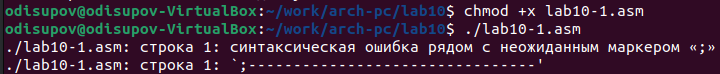 odisupov@odisupov-VirtualBox:~/work/arch-pc/lab10$ chmod +x lab10-1.asm
odisupov@odisupov-VirtualBox:~/work/arch-pc/lab10$ ./lab10-1.asm
./lab10-1.asm: строка 1: синтаксическая ошибка рядом с неожиданным маркером «;»
./lab10-1.asm: строка 1: `;--------------------------------'